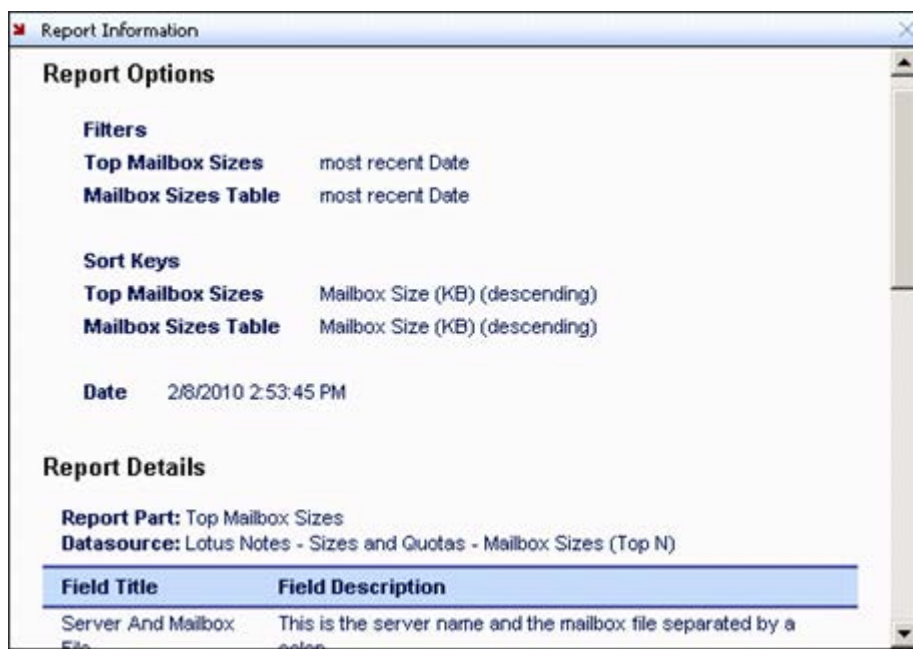 Report Information
Report Options
Filters
Top Mailbox Sizes most recent Date
Mailbox Sizes Table most recent Date
Sort Keys
Top Mailbox Sizes Mailbox Size (KB) (descending)
Mailbox Sizes Table Mailbox Size (KB) (descending)
Date 2/8/2010 2:53:45 PM
Report Details
Report Part: Top Mailbox Sizes
Datasource: Lotus Notes - Sizes and Quotas - Mailbox Sizes (Top N)
Field Title Field Description
Server And Mailbox This is the server name and the mailbox file separated by a
File colon